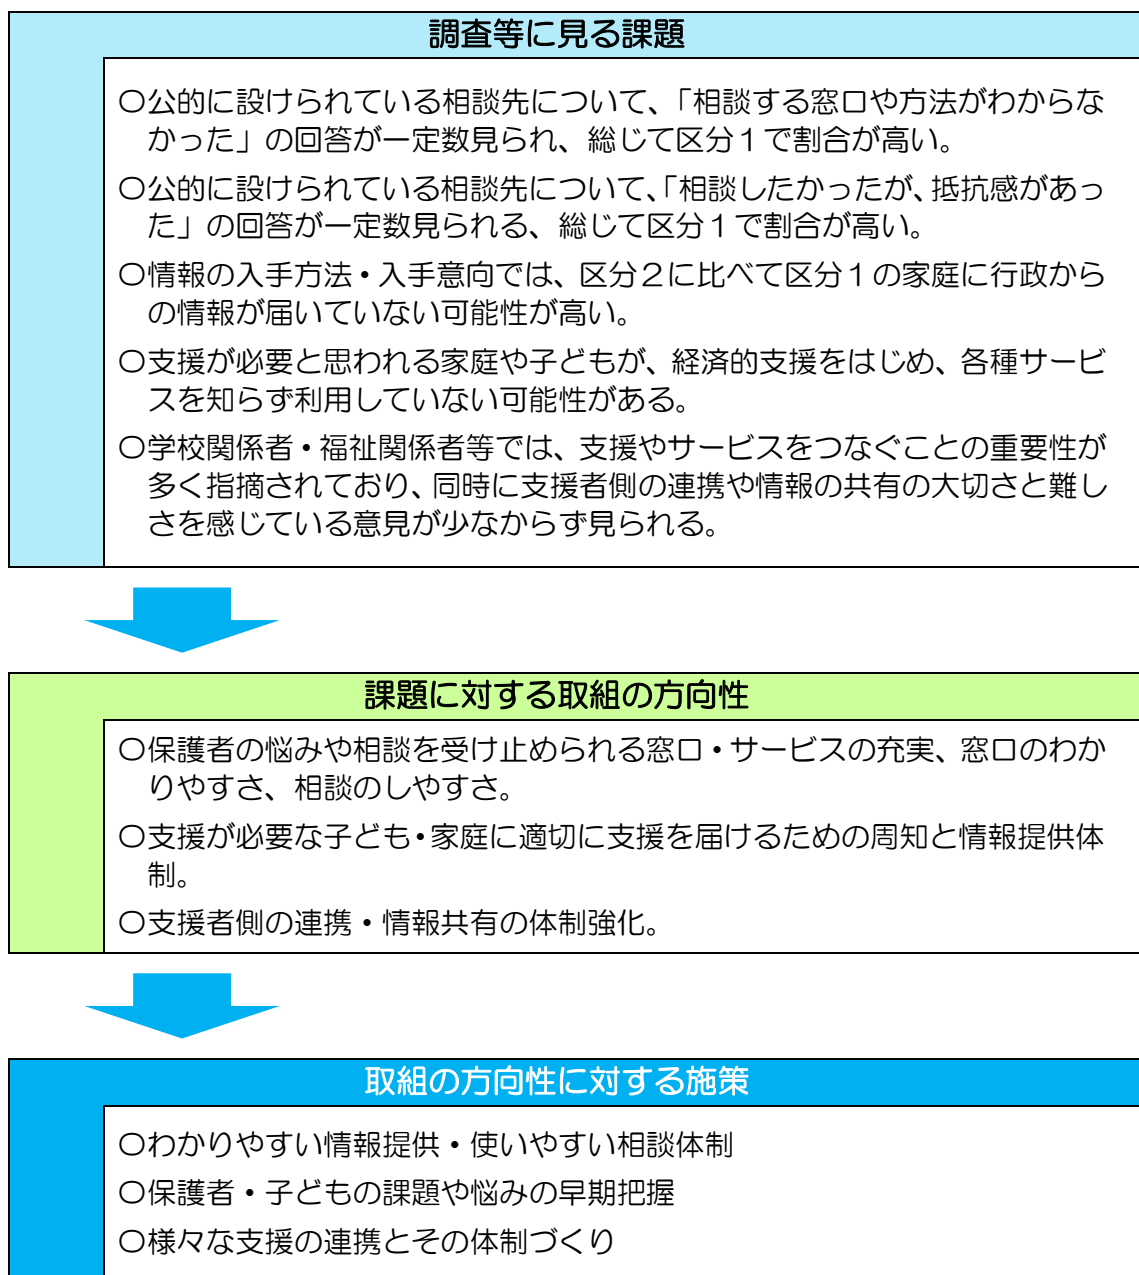 調査等に見る課題
〇公的に設けられている相談先について、「相談する窓口や方法がわからな
かった」の回答が一定数見られ、総じて区分１で割合が高い。
〇公的に設けられている相談先について、「相談したかったが、抵抗感があっ
た」の回答が一定数見られる、総じて区分１で割合が高い。
〇情報の入手方法・入手意向では、区分２に比べて区分１の家庭に行政から
の情報が届いていない可能性が高い。
〇支援が必要と思われる家庭や子どもが、経済的支援をはじめ、各種サービ
スを知らず利用していない可能性がある。
〇学校関係者・福祉関係者等では、支援やサービスをつなぐことの重要性が
多く指摘されており、同時に支援者側の連携や情報の共有の大切さと難し
さを感じている意見が少なからず見られる。
課題に対する取組の方向性
〇保護者の悩みや相談を受け止められる窓口・サービスの充実、窓口のわか
りやすさ、相談のしやすさ。
〇支援が必要な子ども・家庭に適切に支援を届けるための周知と情報提供体
制。
〇支援者側の連携・情報共有の体制強化。
取組の方向性に対する施策
〇わかりやすい情報提供・使いやすい相談体制
〇保護者・子どもの課題や悩みの早期把握
〇様々な支援の連携とその体制づくり